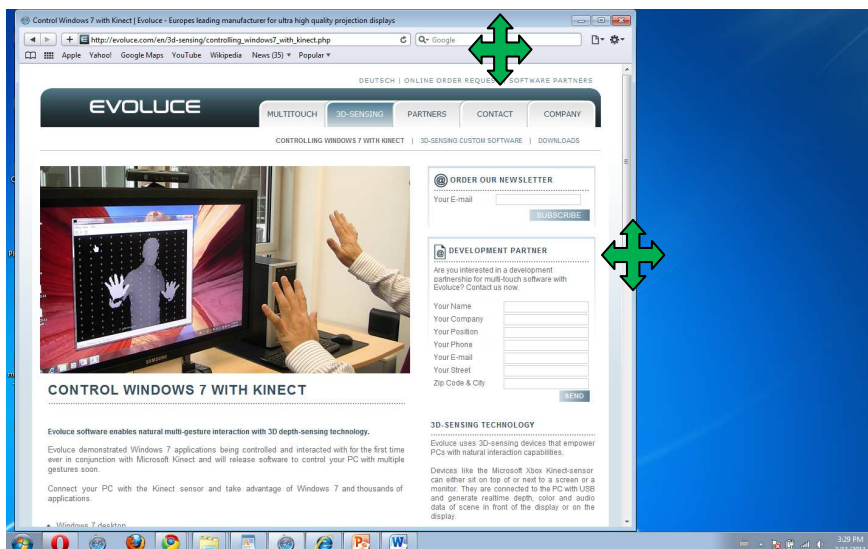 Control Windows 7 with Kinect | Evoluce - Europes leading manufacturer for ultra high quality projection displays
http://evoluce.com/en/3d-sensing/controlling_windows7_with_kinect.php
Google
Apple Yahoo! Google Maps YouTube Wikipedia News (35) Popular
DEUTSCH | ONLINE ORDER REQUEST SOFTWARE PARTNERS
EVOLUCE
MULTITOUCH 3D-SENSING PARTNERS CONTACT COMPANY
CONTROLLING WINDOWS 7 WITH KINECT | 3D-SENSING CUSTOM SOFTWARE | DOWNLOADS
SAMSUNG
CONTROL WINDOWS 7 WITH KINECT
Evoluce software enables natural multi-gesture interaction with 3D depth-sensing technology.
Evoluce demonstrated Windows 7 applications being controlled and interacted with for the first time
ever in conjunction with Microsoft Kinect and will release software to control your PC with multiple
gestures soon.
Connect your PC with the Kinect sensor and take advantage of Windows 7 and thousands of
applications.
• Windows 7 desktop
@ ORDER OUR NEWSLETTER
Your E-mail
SUBSCRIBE
@ DEVELOPMENT PARTNER
Are you interested in a development
partnership for multi-touch software with
Evoluce? Contact us now.
Your Name
Your Company
Your Position
Your Phone
Your E-mail
Your Street
Zip Code & City
SEND
3D-SENSING TECHNOLOGY
Evoluce uses 3D-sensing devices that empower
PCs with natural interaction capabilities.
Devices like the Microsoft Xbox Kinect-sensor
can either sit on top of or next to a screen or a
monitor. They are connected to the PC with USB
and generate realtime depth, color and audio
data of scene in front of the display or on the
display.
3:29 PM